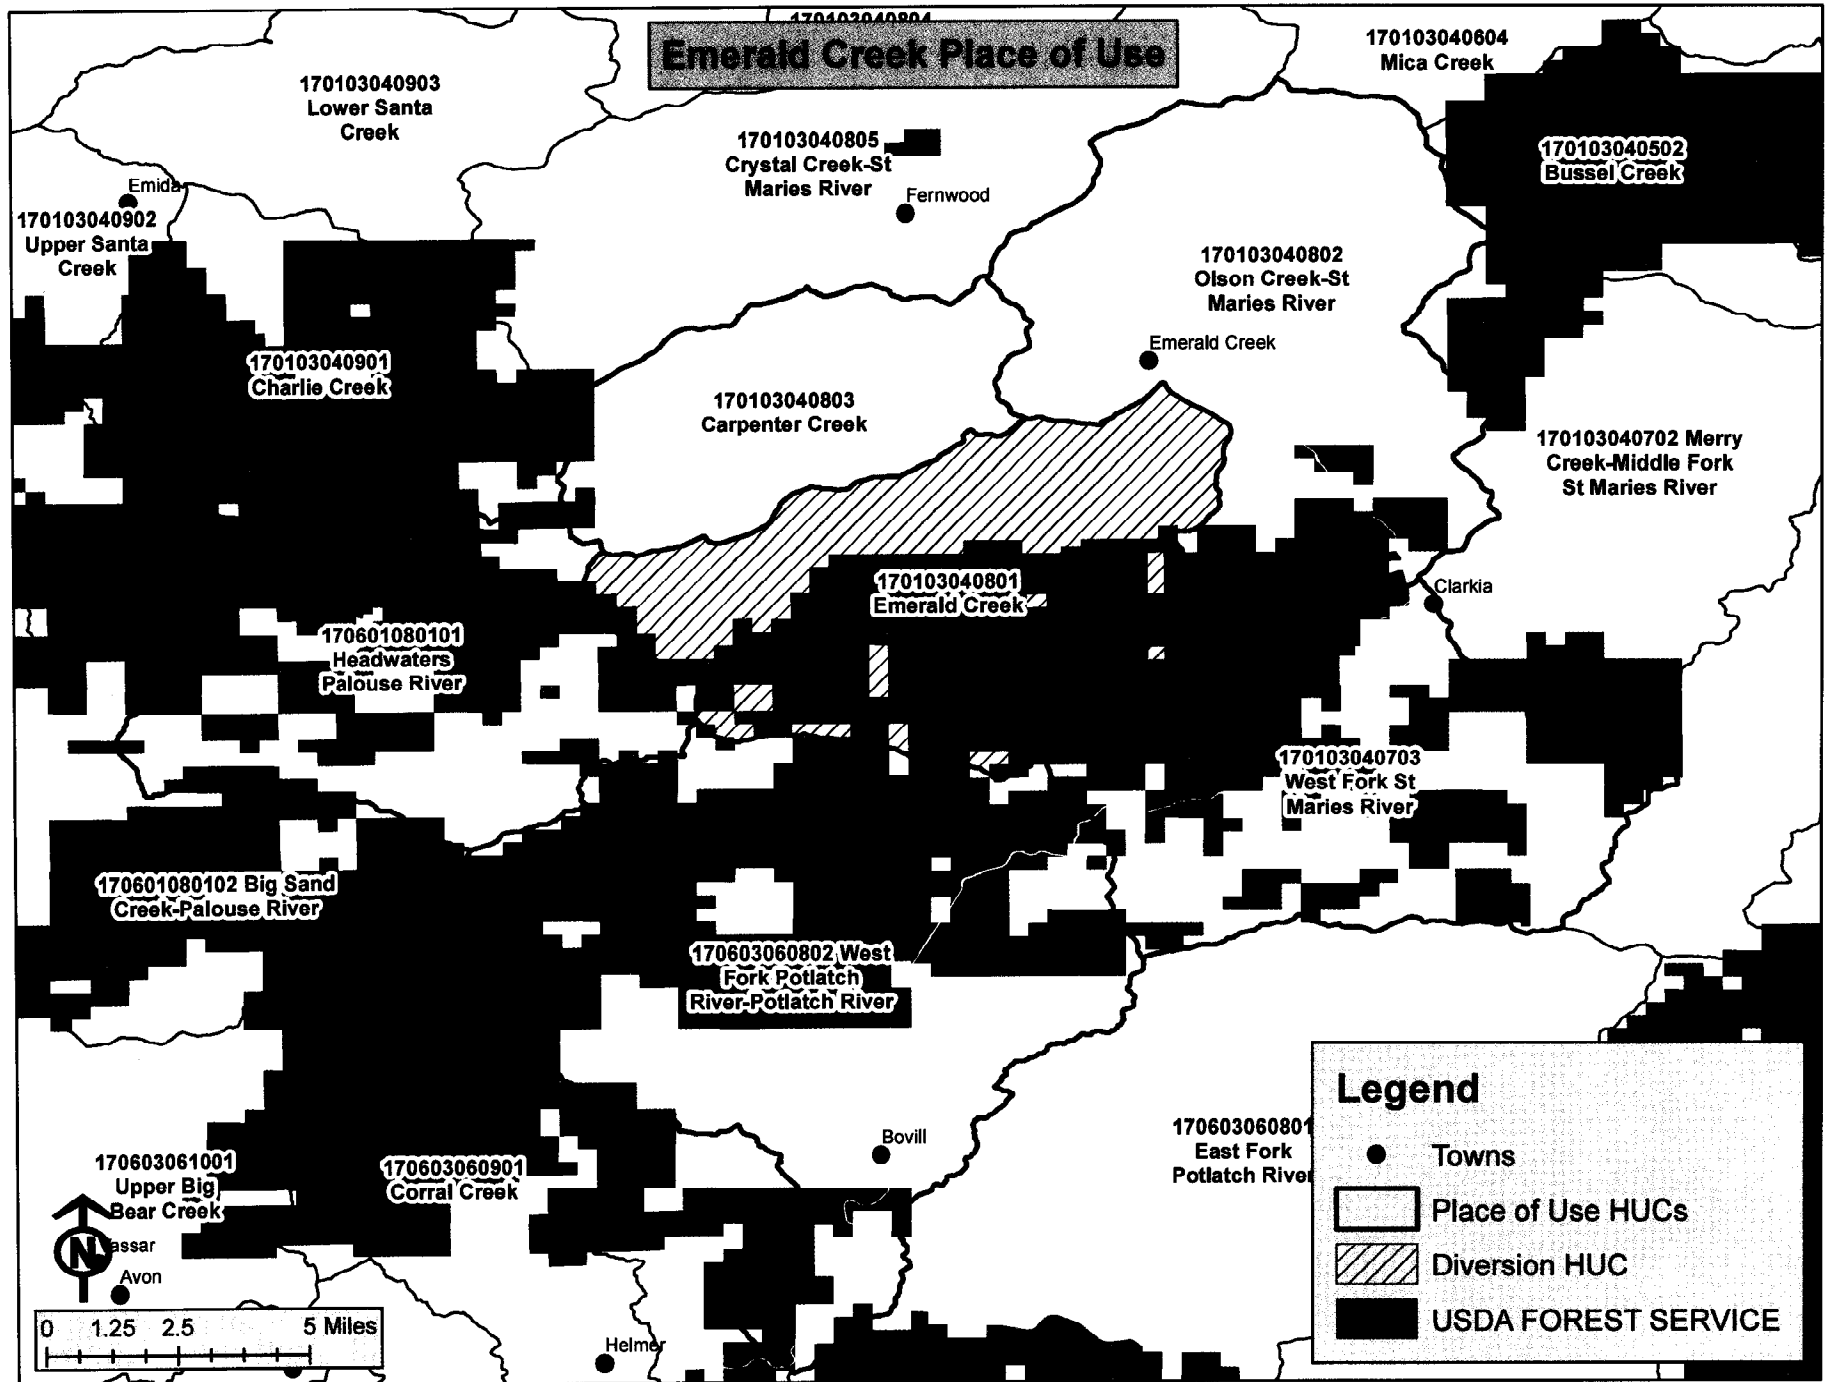 170103040804
Emerald Creek Place of Use
170103040604
Mica Creek
170103040903
Lower Santa
Creek
170103040805
Crystal Creek-St
Maries River
170103040502
Bussel Creek
Emida
Fernwood
170103040902
Upper Santa
Creek
170103040802
Olson Creek-St
Maries River
Emerald Creek
170103040901
Charlie Creek
170103040803
Carpenter Creek
170103040702 Merry
Creek-Middle Fork
St Maries River
170103040801
Emerald Creek
Clarkia
170601080101
Headwaters
Palouse River
170103040703
West Fork St
Maries River
170601080102 Big Sand
Creek-Palouse River
170603060802 West
Fork Potlatch
River-Potlatch River
170603060801
East Fork
Potlatch River
Bovill
170603061001
Upper Big
Bear Creek
170603060901
Corral Creek
N
assar
Avon
Helmer
0 1.25 2.5 5 Miles
Legend
Towns
Place of Use HUCs
Diversion HUC
USDA FOREST SERVICE